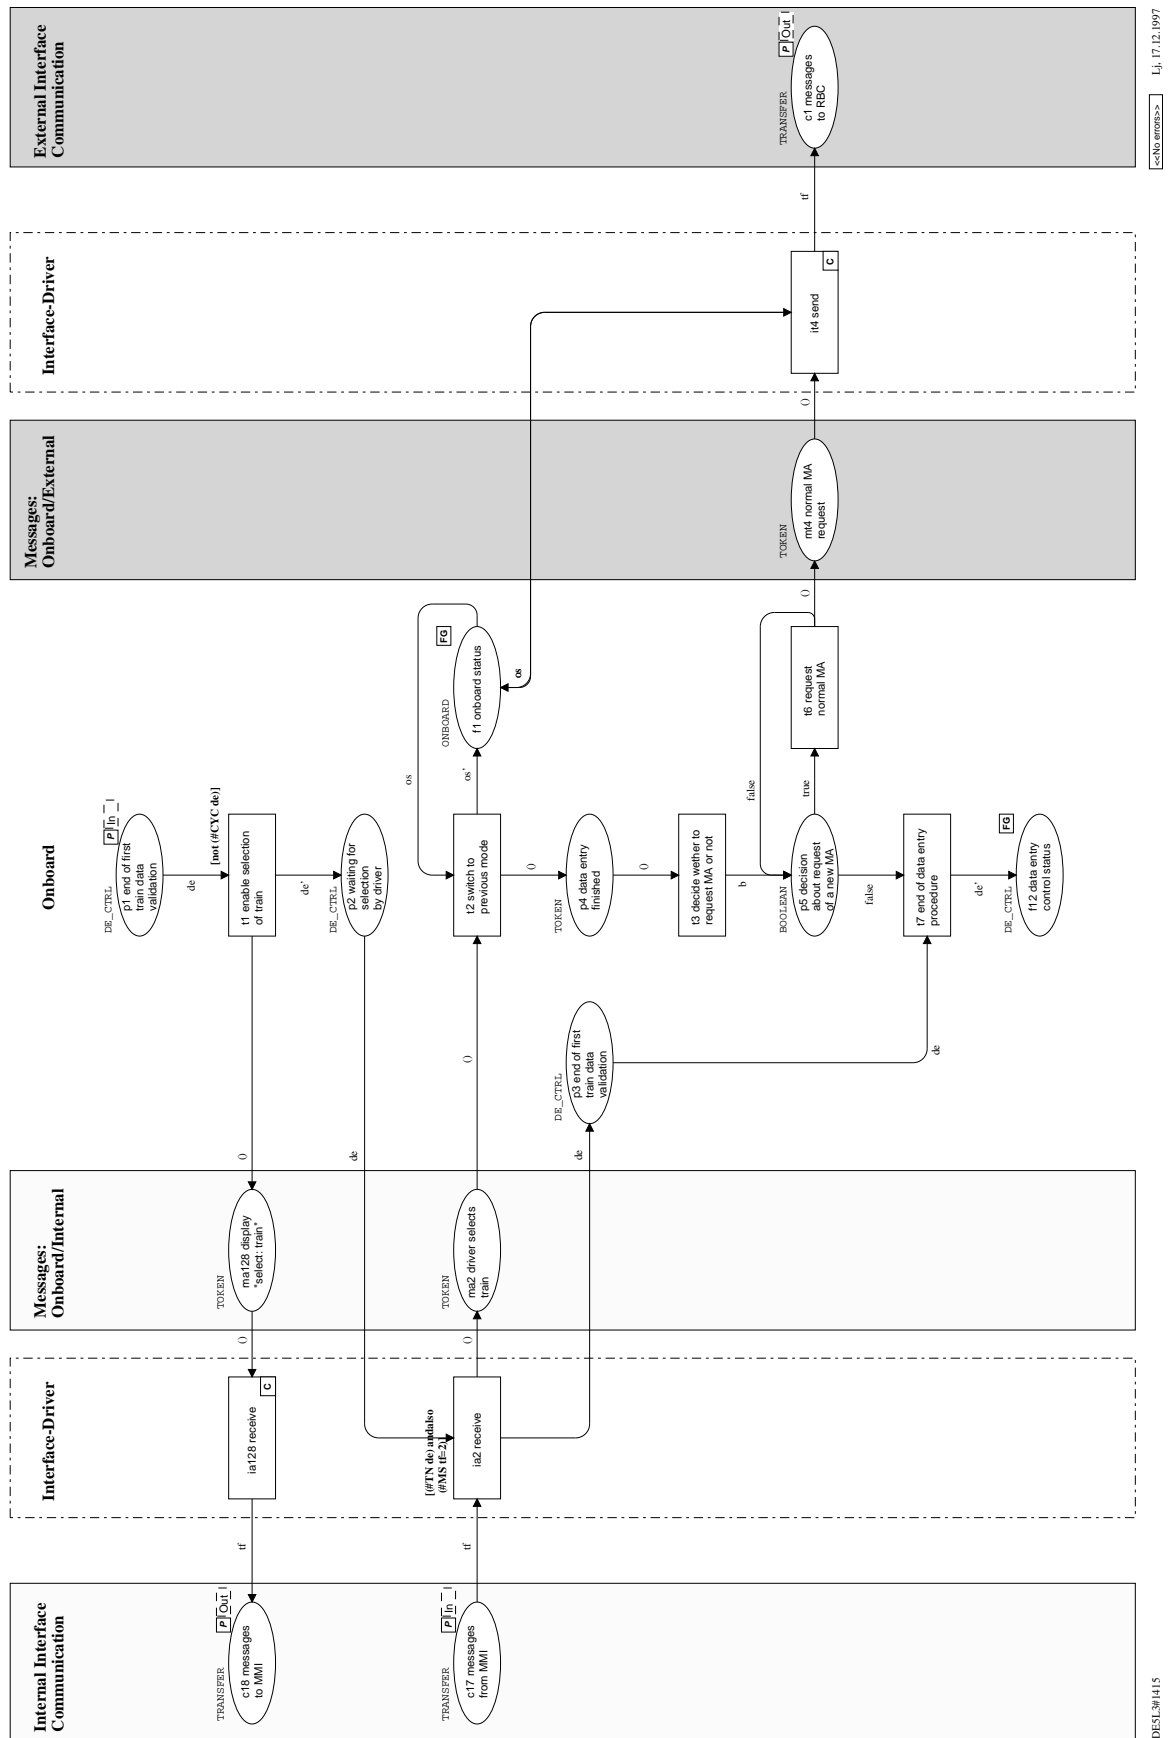 Internal Interface
Communication
Interface-Driver
Messages:
Onboard/Internal
Onboard
Messages:
Onboard/External
Interface-Driver
External Interface
Communication
DE_CTRL
p1 end of first
train data
validation
P In
de
[not (#CYC de)]
t1 enable selection
of train
TRANSFER
c18 messages
to MMI
P Out
tf
ia128 receive
C
()
TOKEN
ma128 display
"select: train"
()
de'
DE_CTRL
p2 waiting for
selection
by driver
de
[(#TN de) andalso
(#MS tf=2)]
TRANSFER
c17 messages
from MMI
P In
tf
ia2 receive
()
TOKEN
ma2 driver selects
train
()
t2 switch to
previous mode
os
os'
ONBOARD
f1 onboard status
FG
os
()
TOKEN
p4 data entry
finished
de
DE_CTRL
p3 end of first
train data
validation
()
t3 decide wether to
request MA or not
b
false
BOOLEAN
p5 decision
about request
of a new MA
true
t6 request
normal MA
()
TOKEN
mt4 normal MA
request
()
it4 send
C
tf
TRANSFER
c1 messages
to RBC
P Out
false
de
t7 end of data entry
procedure
de'
DE_CTRL
f12 data entry
control status
FG
DE5L3#1415
<<No errors>>
Lj, 17.12.1997